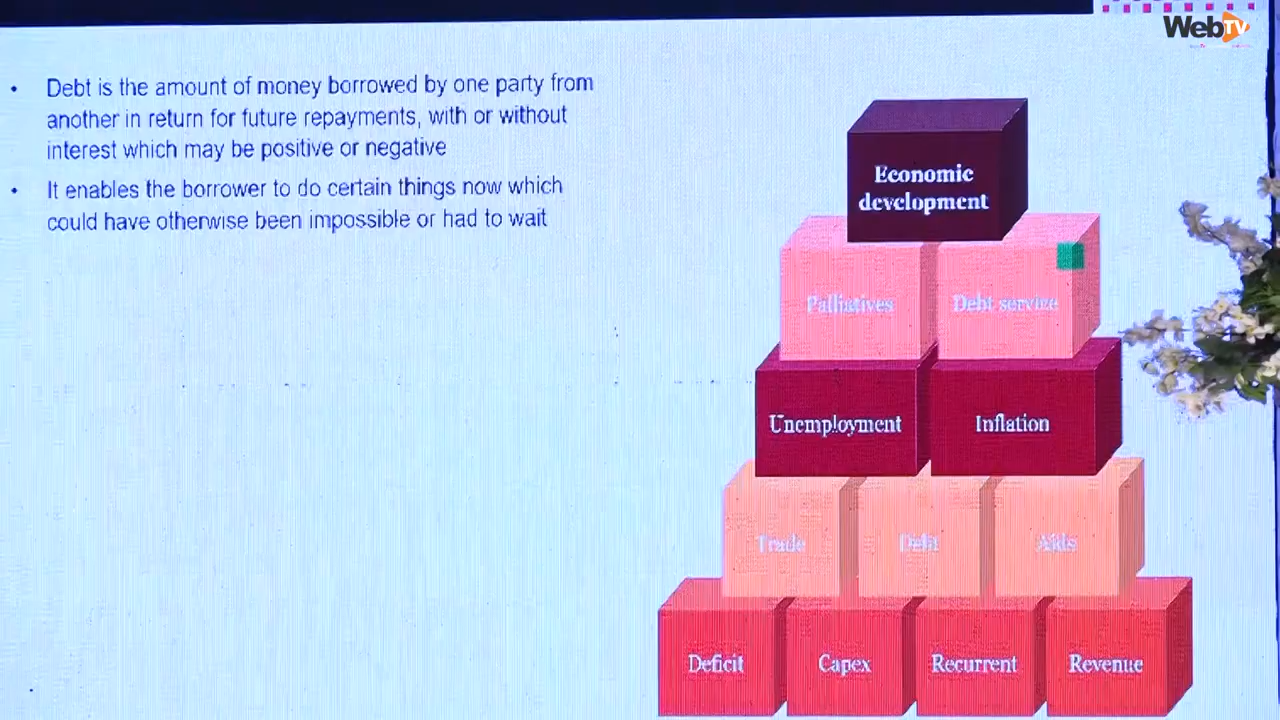 WebTV
• Debt is the amount of money borrowed by one party from
another in return for future repayments, with or without
interest which may be positive or negative
• It enables the borrower to do certain things now which
could have otherwise been impossible or had to wait
Economic
development
Palliatives
Debt service
Unemployment
Inflation
Trade
Debt
Aids
Deficit
Capex
Recurrent
Revenue